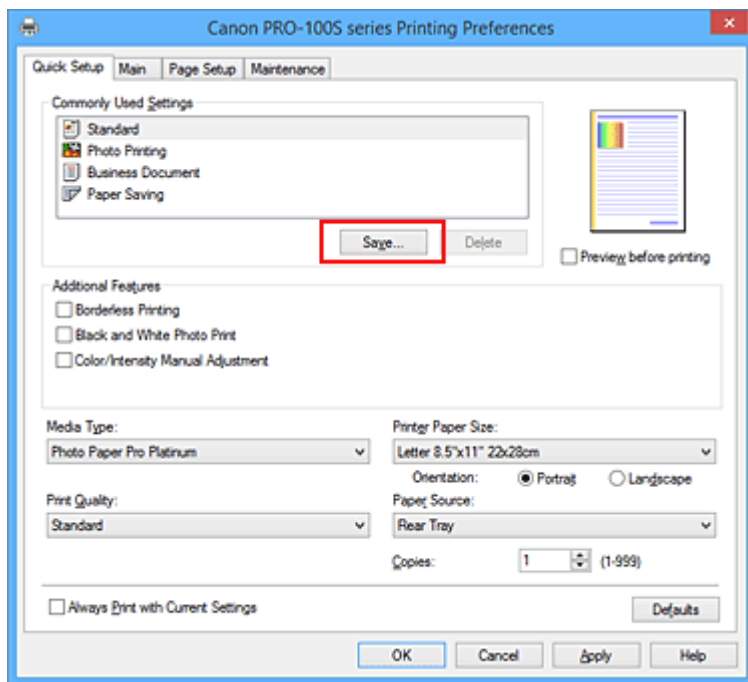 Canon PRO-100S series Printing Preferences
Quick Setup Main Page Setup Maintenance
Commonly Used Settings
Standard
Photo Printing
Business Document
Paper Saving
Save... Delete
Preview before printing
Additional Features
Borderless Printing
Black and White Photo Print
Color/Intensity Manual Adjustment
Media Type: Printer Paper Size:
Photo Paper Pro Platinum Letter 8.5"x11" 22x28cm
Orientation: Portrait Landscape
Print Quality: Paper Source:
Standard Rear Tray
Copies: 1 (1-999)
Always Print with Current Settings Defaults
OK Cancel Apply Help